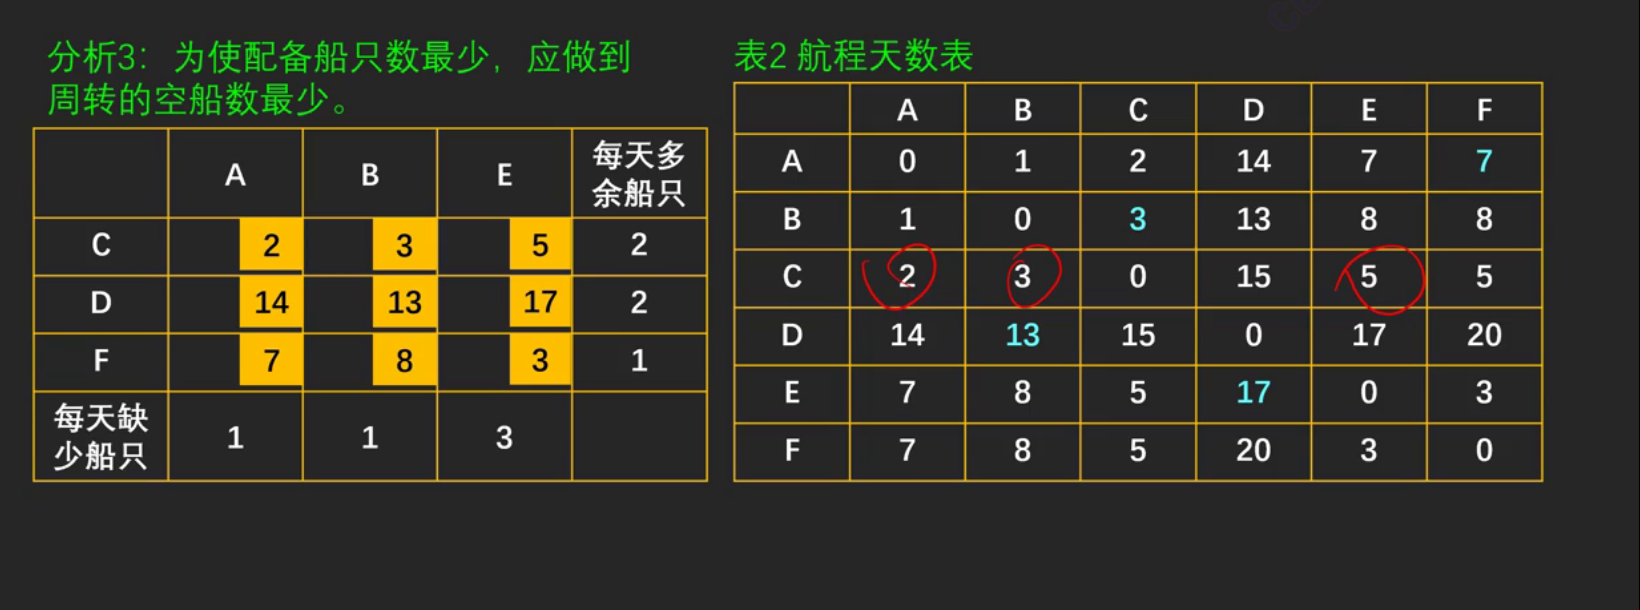 分析3：为使配备船只数最少，应做到
周转的空船数最少。
A B E 每天多
余船只
C 2 3 5 2
D 14 13 17 2
F 7 8 3 1
每天缺
少船只 1 1 3
表2 航程天数表
A B C D E F
A 0 1 2 14 7 7
B 1 0 3 13 8 8
C 2 3 0 15 5 5
D 14 13 15 0 17 20
E 7 8 5 17 0 3
F 7 8 5 20 3 0